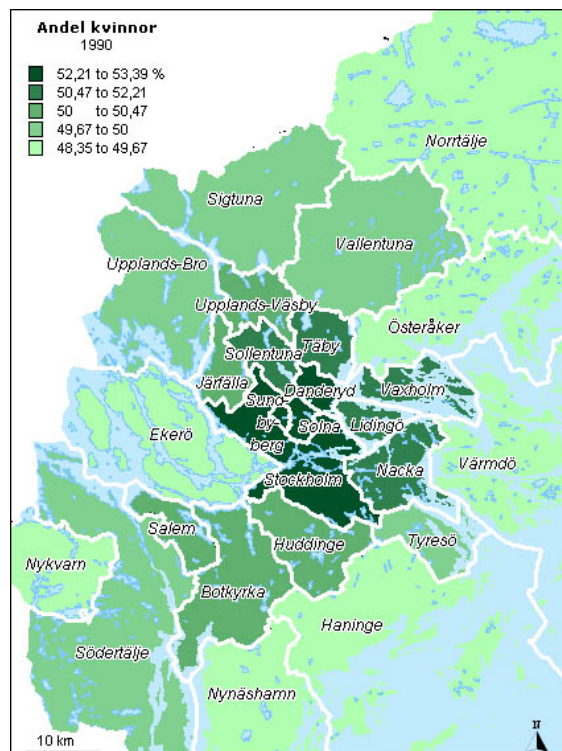 Andel kvinnor
1990
52,21 to 53,39 %
50,47 to 52,21
50 to 50,47
49,67 to 50
48,35 to 49,67
Norrtälje
Sigtuna
Vallentuna
Upplands-Bro
Upplands-Väsby
Österåker
Täby
Sollentuna
Järfälla
Danderyd
Vaxholm
Sund-
by-
berg
Solna
Lidingö
Ekerö
Värmdö
Nacka
Stockholm
Salem
Huddinge
Tyresö
Nykvarn
Botkyrka
Haninge
Södertälje
Nynäshamn
10 km
N